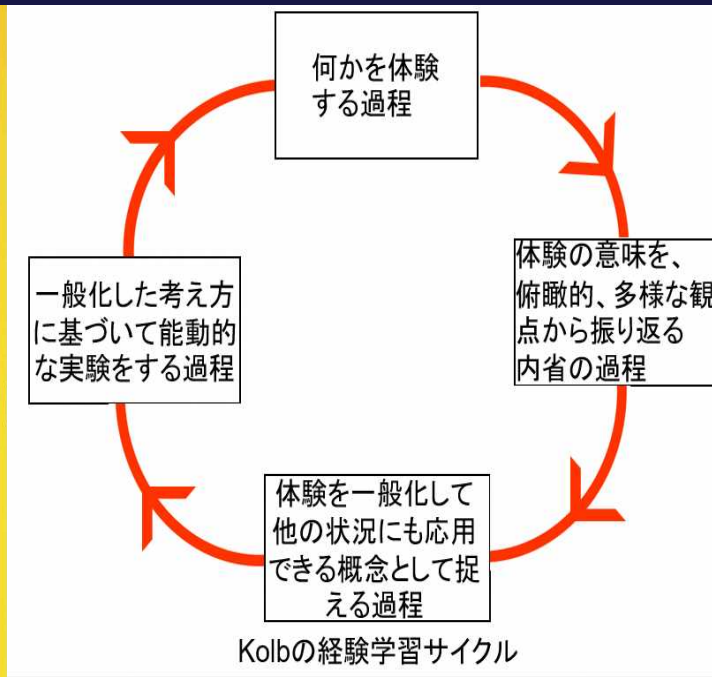 何かを体験
する過程
体験の意味を、
俯瞰的、多様な観
点から振り返る
内省の過程
体験を一般化して
他の状況にも応用
できる概念として捉
える過程
一般化した考え方
に基づいて能動的
な実験をする過程
Kolbの経験学習サイクル